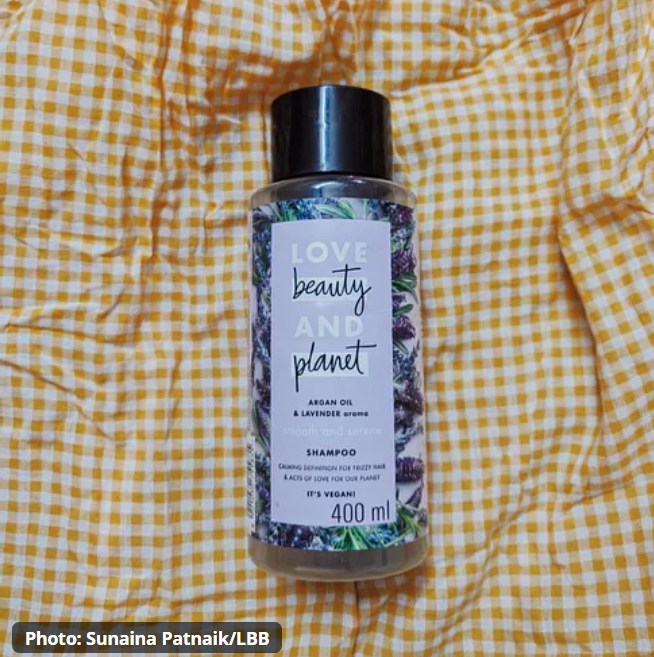 LOVE
beauty
AND
planet
ARGAN OIL
& LAVENDER aroma
smooth and serene
SHAMPOO
CALMING DEFINITION FOR FRIZZY HAIR
& ACTS OF LOVE FOR OUR PLANET
IT'S VEGAN!
400 ml
Photo: Sunaina Patnaik/LBB